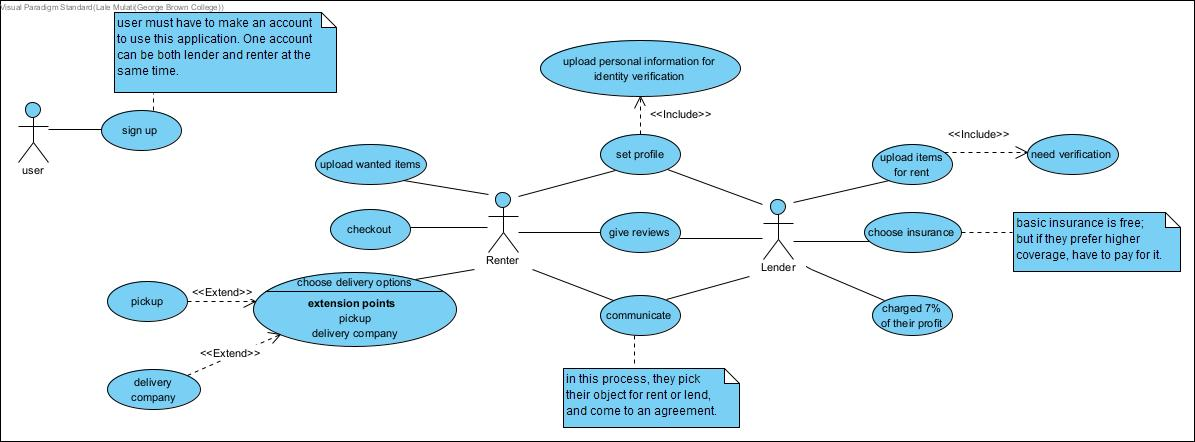 Visual Paradigm Standard(Lale Mulati(George Brown College))
user must have to make an account
to use this application. One account
can be both lender and renter at the
same time.
sign up
user
upload personal information for
identity verification
<<Include>>
set profile
upload wanted items
checkout
Renter
give reviews
choose delivery options
extension points
pickup
delivery company
pickup
<<Extend>>
<<Extend>>
delivery
company
communicate
in this process, they pick
their object for rent or lend,
and come to an agreement.
Lender
upload items
for rent
<<Include>>
need verification
choose insurance
basic insurance is free;
but if they prefer higher
coverage, have to pay for it.
charged 7%
of their profit